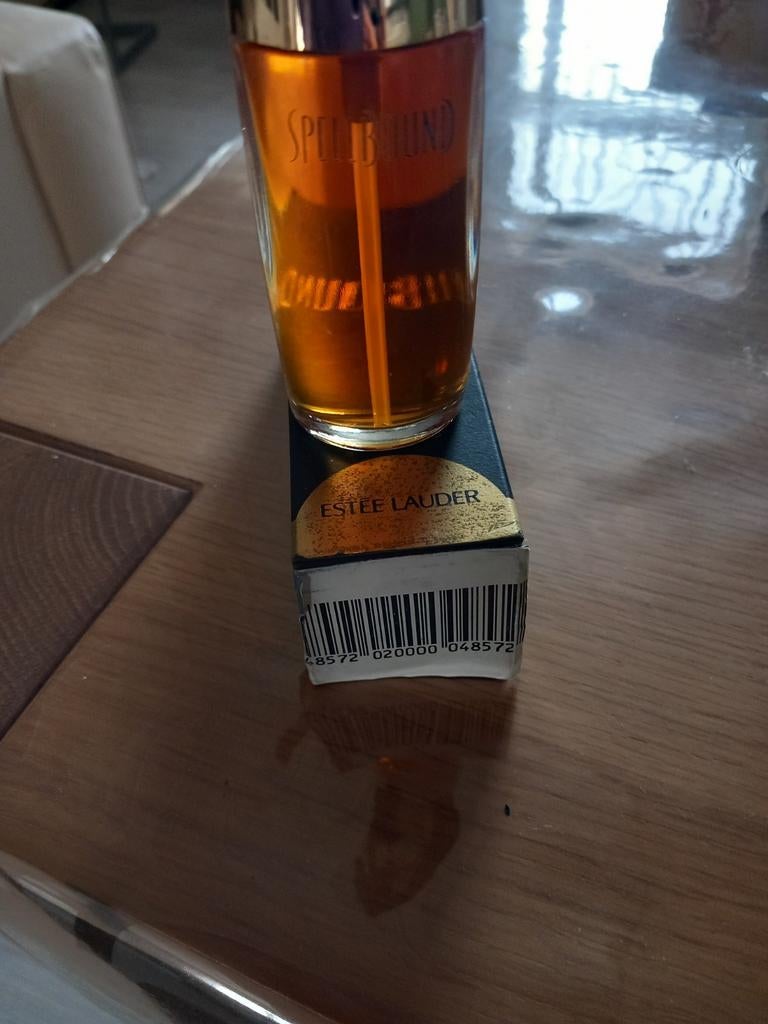 SPELLBOUND
ESTEE LAUDER
48572 020000 048572